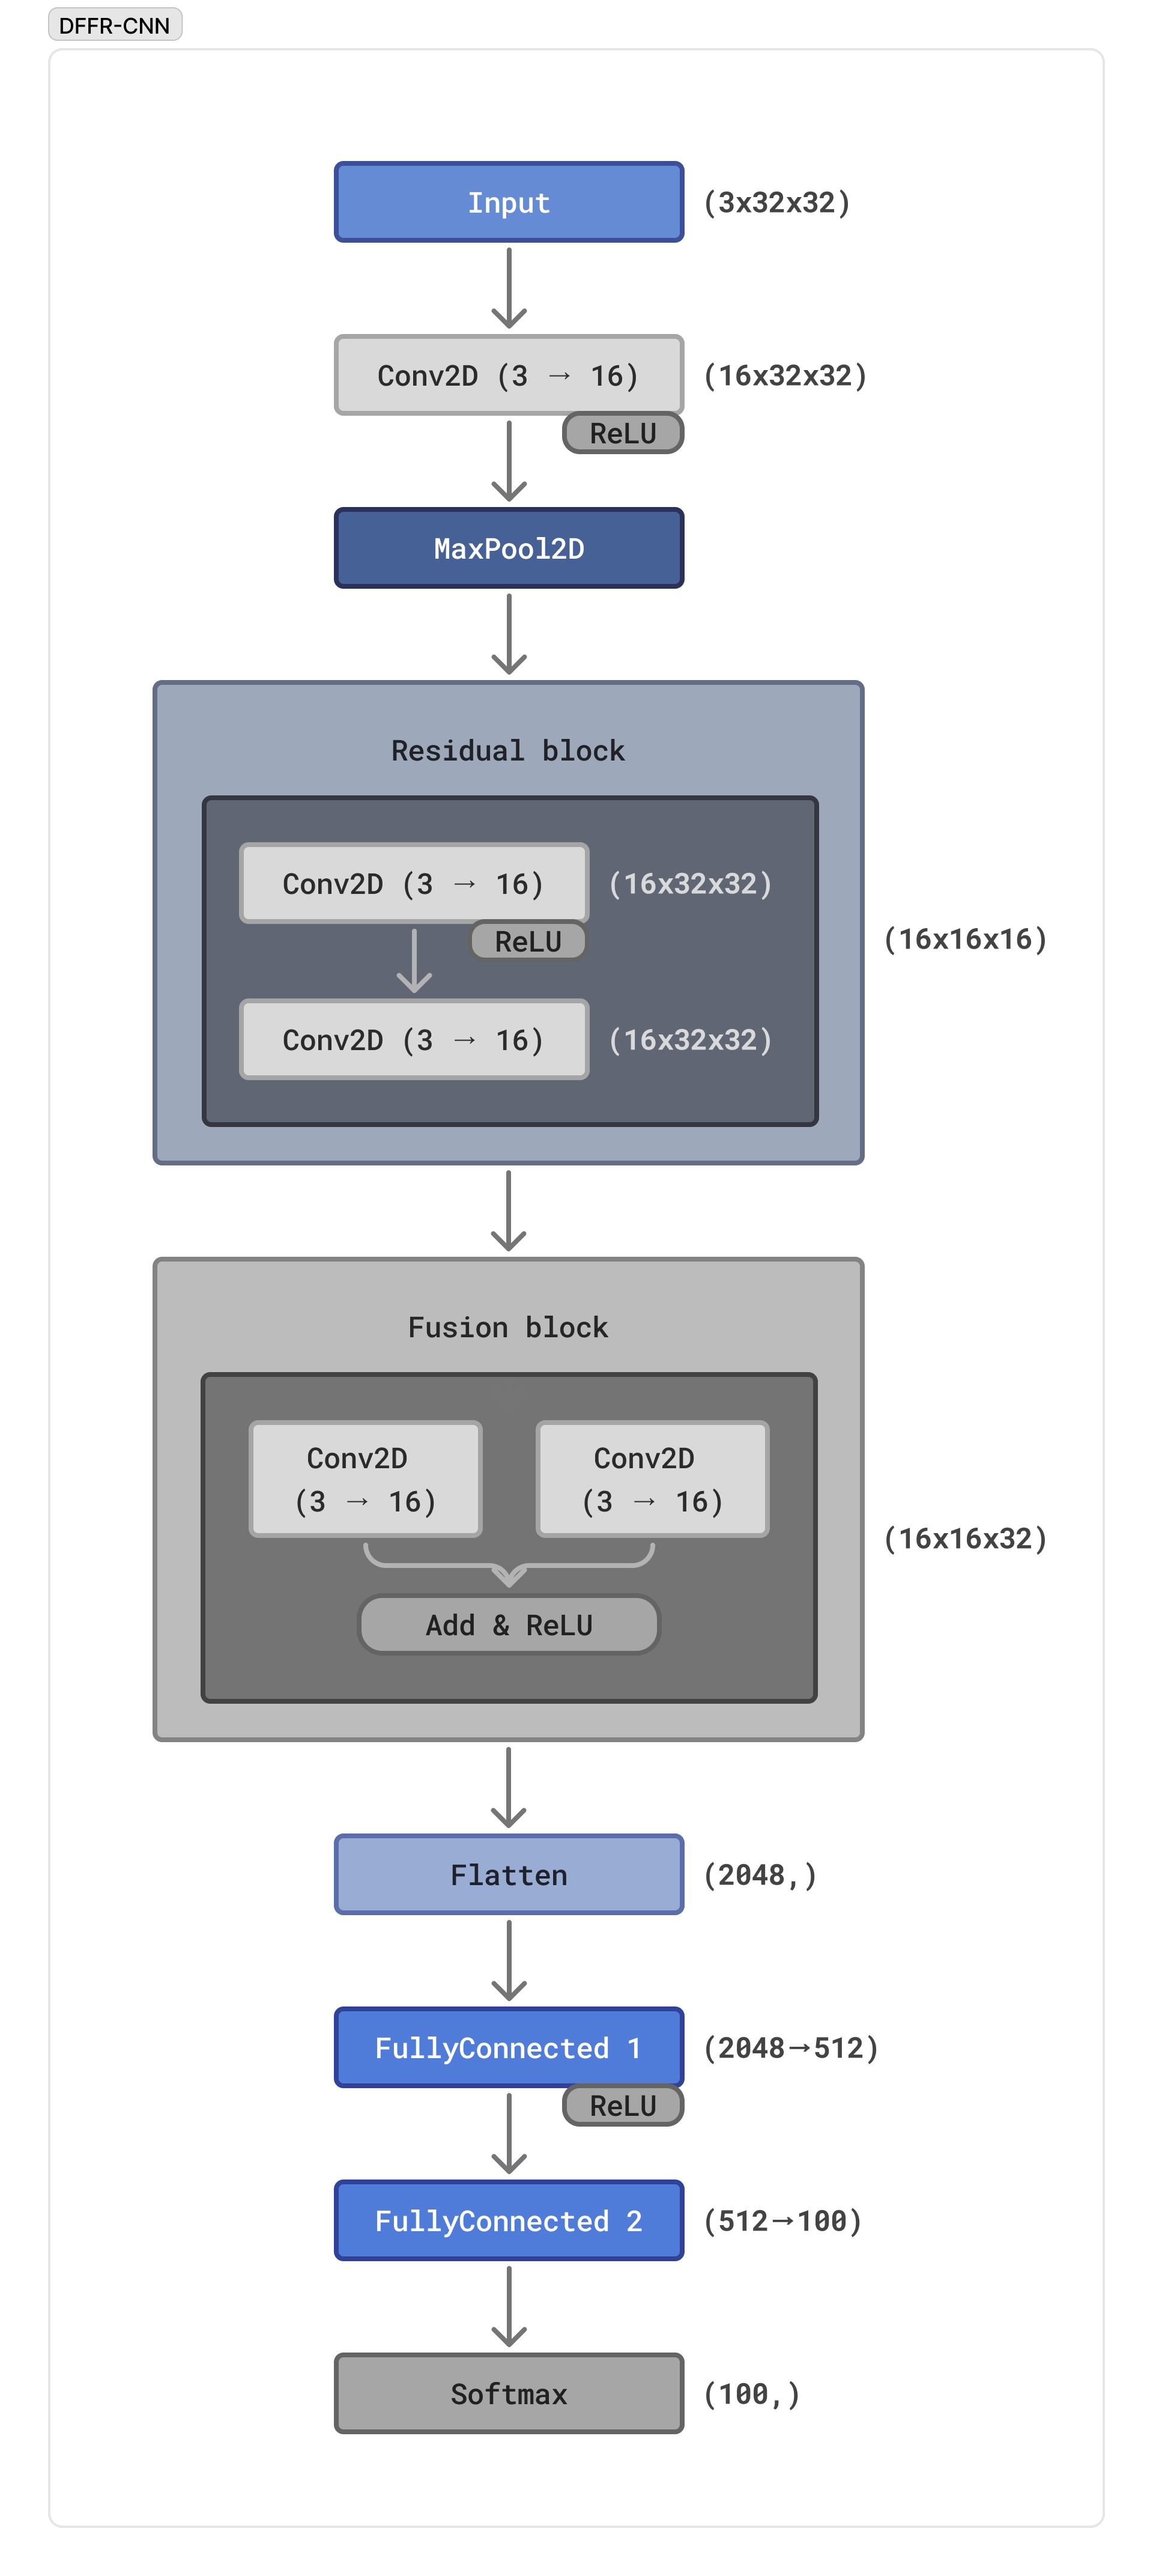 DFFR-CNN
Input
(3x32x32)
Conv2D (3 → 16)
(16x32x32)
ReLU
MaxPool2D
Residual block
Conv2D (3 → 16)
(16x32x32)
ReLU
(16x16x16)
Conv2D (3 → 16)
(16x32x32)
Fusion block
Conv2D
(3 → 16)
Conv2D
(3 → 16)
(16x16x32)
Add & ReLU
Flatten
(2048,)
FullyConnected 1
(2048→512)
ReLU
FullyConnected 2
(512→100)
Softmax
(100,)